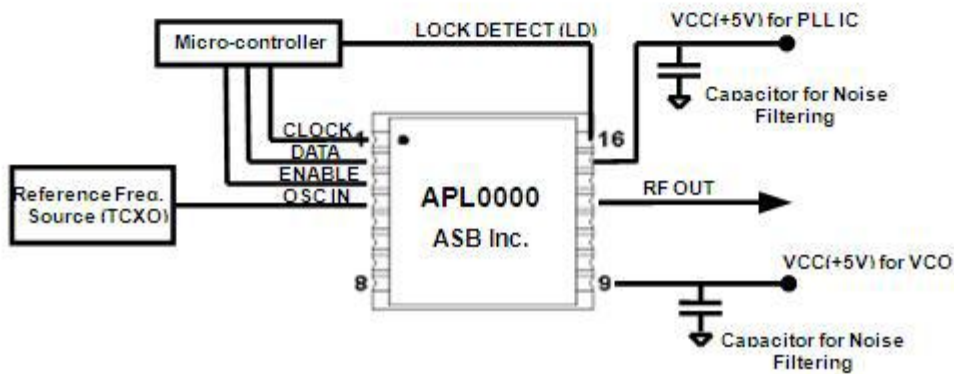 Micro-controller
LOCK DETECT (LD)
VCC(+5V) for PLL IC
Capacitor for Noise
Filtering
CLOCK
1
16
DATA
ENABLE
OSC IN
Reference Freq.
Source (TCXO)
APL0000
ASB Inc.
RF OUT
8
9
VCC(+5V) for VCO
Capacitor for Noise
Filtering